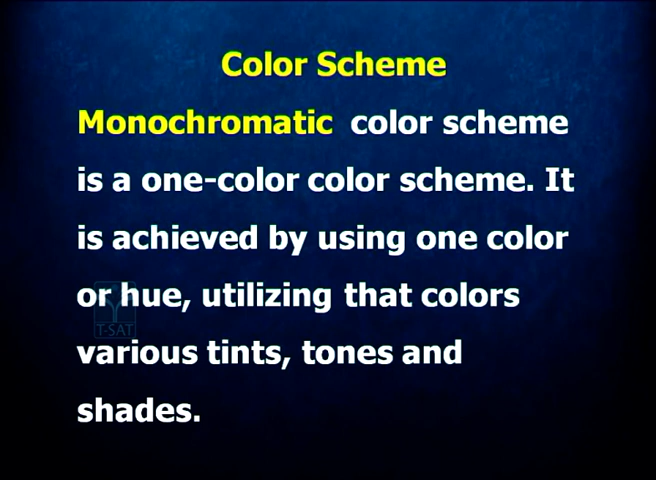 Color Scheme
Monochromatic color scheme
is a one-color color scheme. It
is achieved by using one color
or hue, utilizing that colors
T-SAT
various tints, tones and
shades.